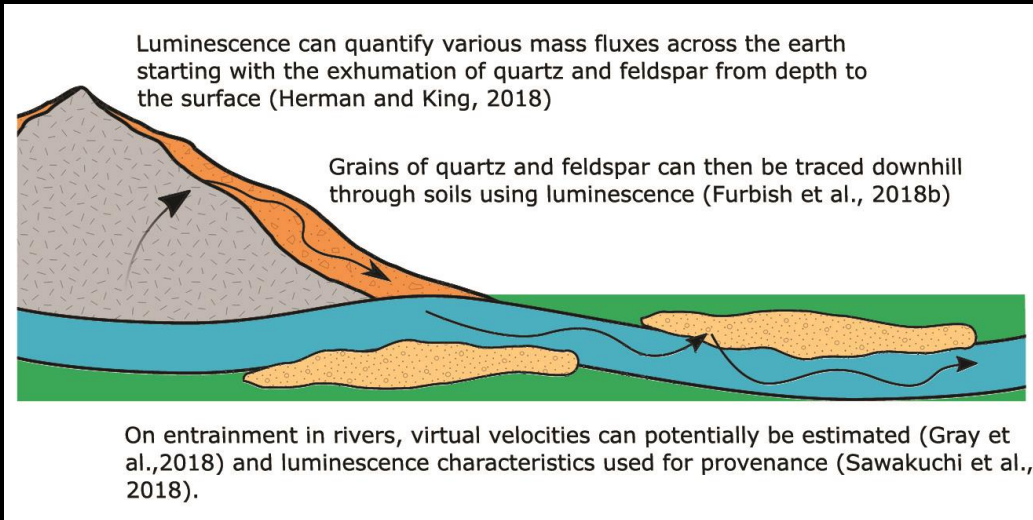 Luminescence can quantify various mass fluxes across the earth
starting with the exhumation of quartz and feldspar from depth to
the surface (Herman and King, 2018)
Grains of quartz and feldspar can then be traced downhill
through soils using luminescence (Furbish et al., 2018b)
On entrainment in rivers, virtual velocities can potentially be estimated (Gray et
al.,2018) and luminescence characteristics used for provenance (Sawakuchi et al.,
2018).